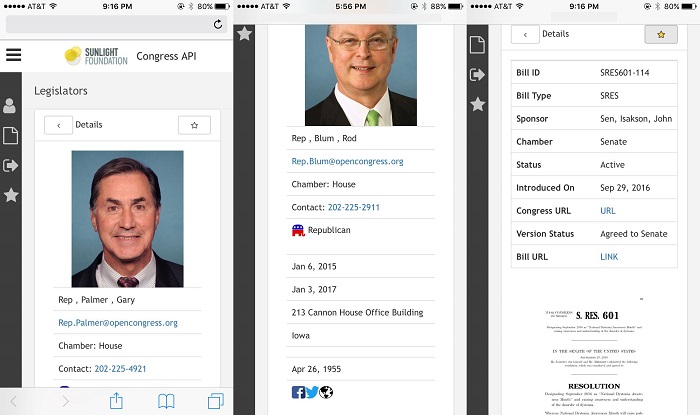 AT&T 9:16 PM 80%
SUNLIGHT
FOUNDATION
Congress API
Legislators
Details
Rep , Palmer , Gary
Rep.Palmer@opencongress.org
Chamber: House
Contact: 202-225-4921
AT&T 5:56 PM 88%
Rep , Blum , Rod
Rep.Blum@opencongress.org
Chamber: House
Contact: 202-225-2911
Republican
Jan 6, 2015
Jan 3, 2017
213 Cannon House Office Building
Iowa
Apr 26, 1955
AT&T 9:16 PM 80%
Details
Bill ID SRES601-114
Bill Type SRES
Sponsor Sen, Isakson, John
Chamber Senate
Status Active
Introduced On Sep 29, 2016
Congress URL URL
Version Status Agreed to Senate
Bill URL LINK
S. RES. 601
IN THE SENATE OF THE UNITED STATES
RESOLUTION